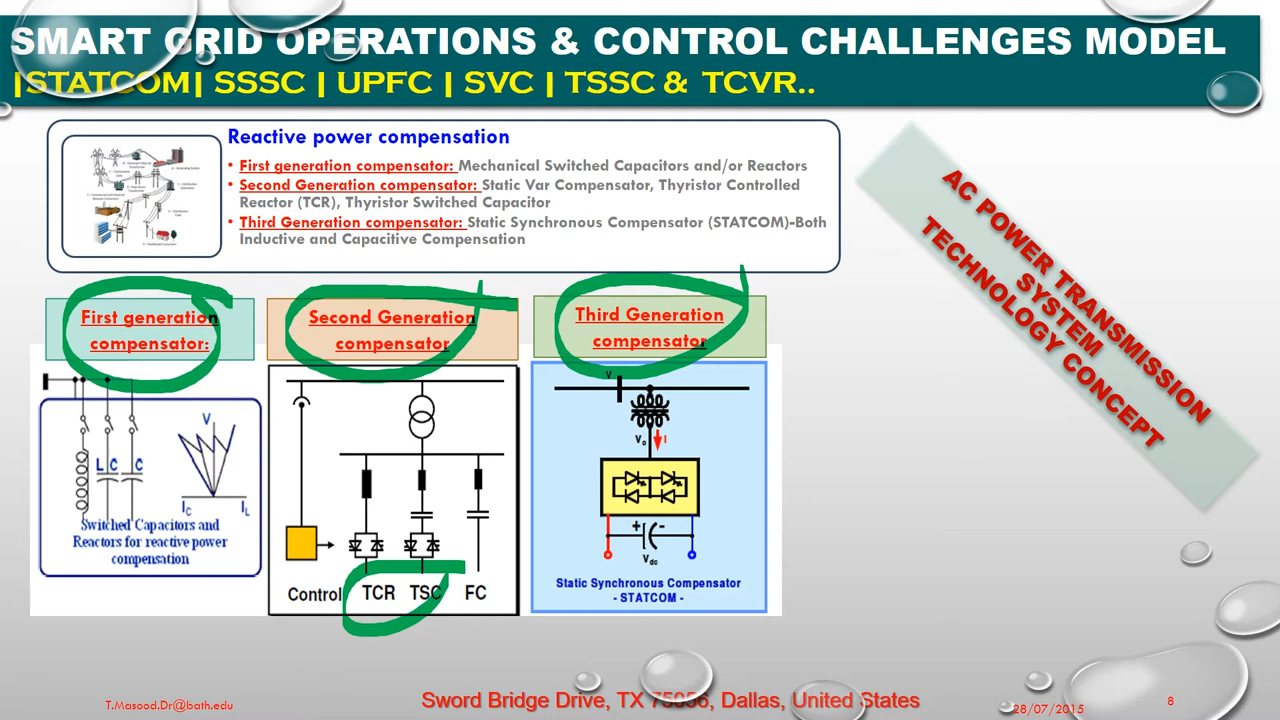 SMART GRID OPERATIONS & CONTROL CHALLENGES MODEL
|STATCOM| SSSC | UPFC | SVC | TSSC & TCVR..
Reactive power compensation
• First generation compensator: Mechanical Switched Capacitors and/or Reactors
• Second Generation compensator: Static Var Compensator, Thyristor Controlled
Reactor (TCR), Thyristor Switched Capacitor
• Third Generation compensator: Static Synchronous Compensator (STATCOM)-Both
Inductive and Capacitive Compensation
AC POWER TRANSMISSION
SYSTEM
TECHNOLOGY CONCEPT
First generation
compensator:
Second Generation
compensator
Third Generation
compensator
V
L C C
IC IL
Switched Capacitors and
Reactors for reactive power
compensation
Control TCR TSC FC
V
Vo I
+ -
Vdc
Static Synchronous Compensator
- STATCOM -
T.Masood.Dr@bath.edu
Sword Bridge Drive, TX 75056, Dallas, United States
28/07/2015
8